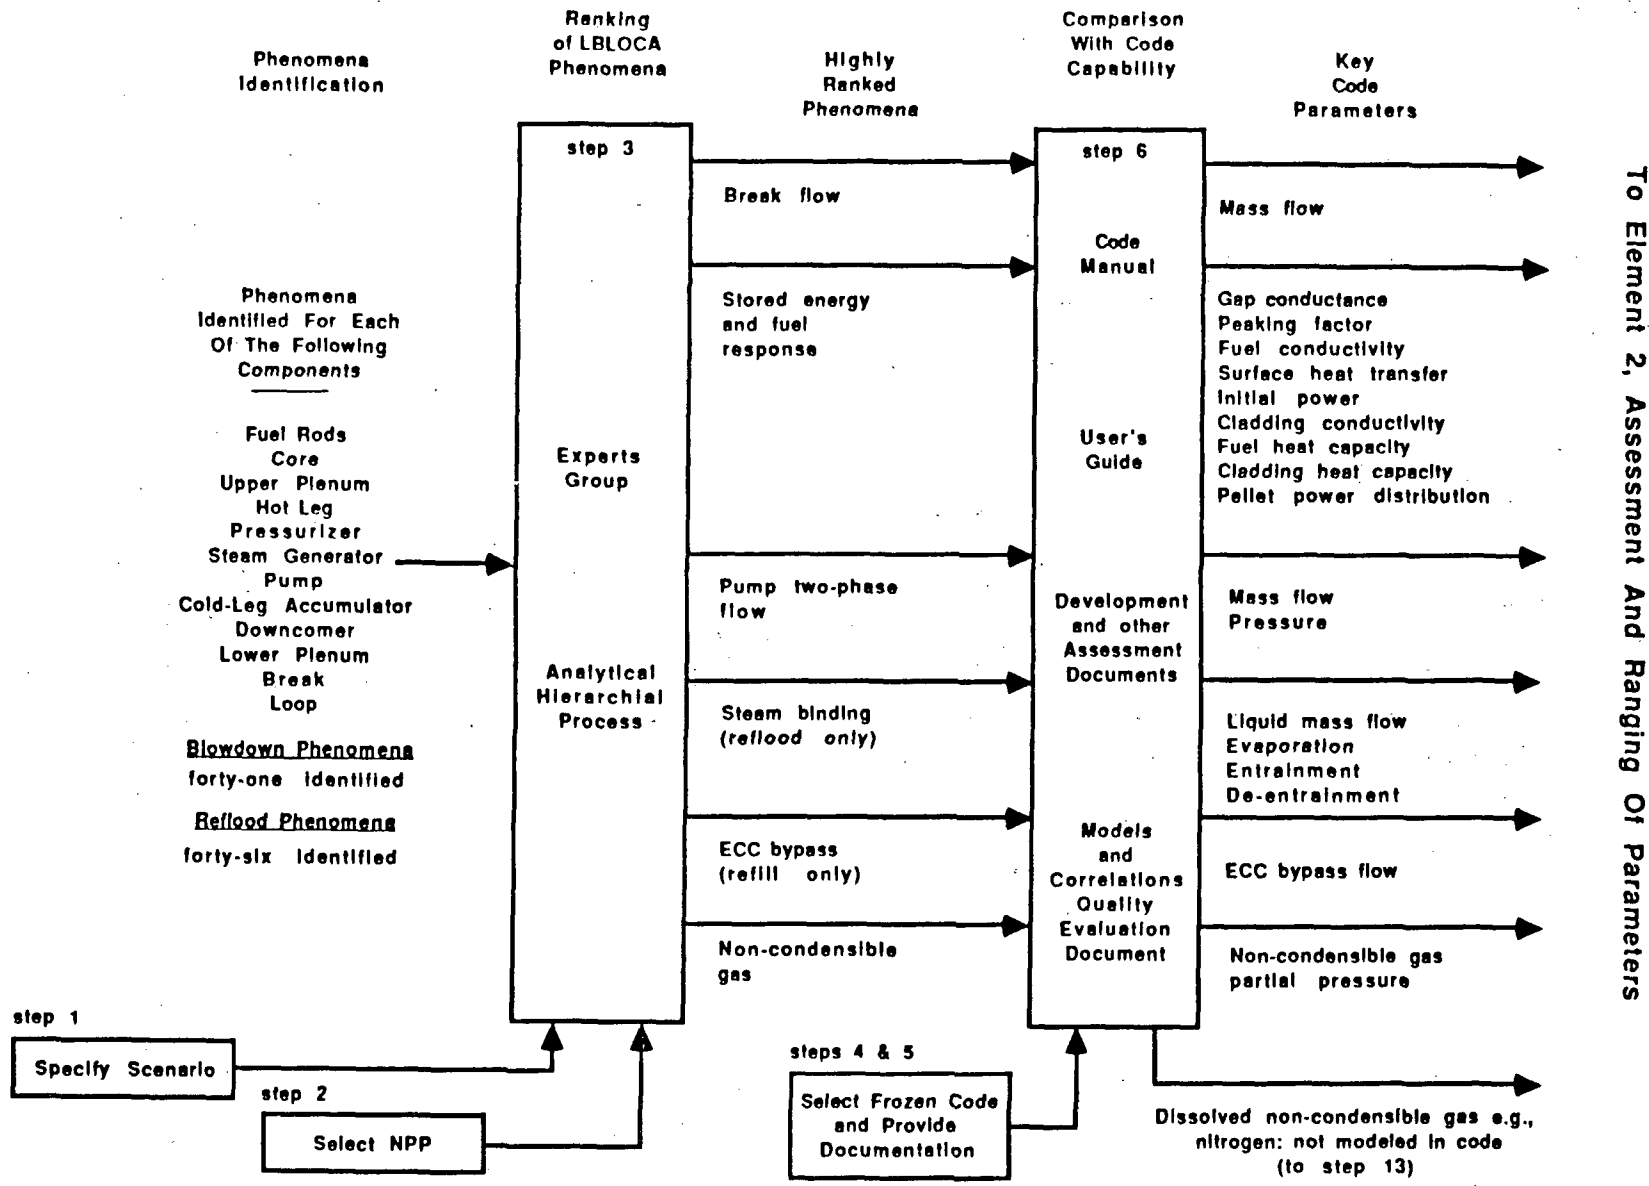 Phenomena
Identification
Ranking
of LBLOCA
Phenomena
Highly
Ranked
Phenomena
Comparison
With Code
Capability
Key
Code
Parameters
Phenomena
Identified For Each
Of The Following
Components
Fuel Rods
Core
Upper Plenum
Hot Leg
Pressurizer
Steam Generator
Pump
Cold-Leg Accumulator
Downcomer
Lower Plenum
Break
Loop
Blowdown Phenomena
forty-one identified
Reflood Phenomena
forty-six identified
step 1
Specify Scenario
step 2
Select NPP
step 3
Experts
Group
Analytical
Hierarchial
Process
Break flow
Stored energy
and fuel
response
Pump two-phase
flow
Steam binding
(reflood only)
ECC bypass
(refill only)
Non-condensible
gas
steps 4 & 5
Select Frozen Code
and Provide
Documentation
step 6
Code
Manual
User's
Guide
Development
and other
Assessment
Documents
Models
and
Correlations
Quality
Evaluation
Document
Mass flow
Gap conductance
Peaking factor
Fuel conductivity
Surface heat transfer
Initial power
Cladding conductivity
Fuel heat capacity
Cladding heat capacity
Pellet power distribution
Mass flow
Pressure
Liquid mass flow
Evaporation
Entrainment
De-entrainment
ECC bypass flow
Non-condensible gas
partial pressure
Dissolved non-condensible gas e.g.,
nitrogen: not modeled in code
(to step 13)
To Element 2, Assessment And Ranging Of Parameters